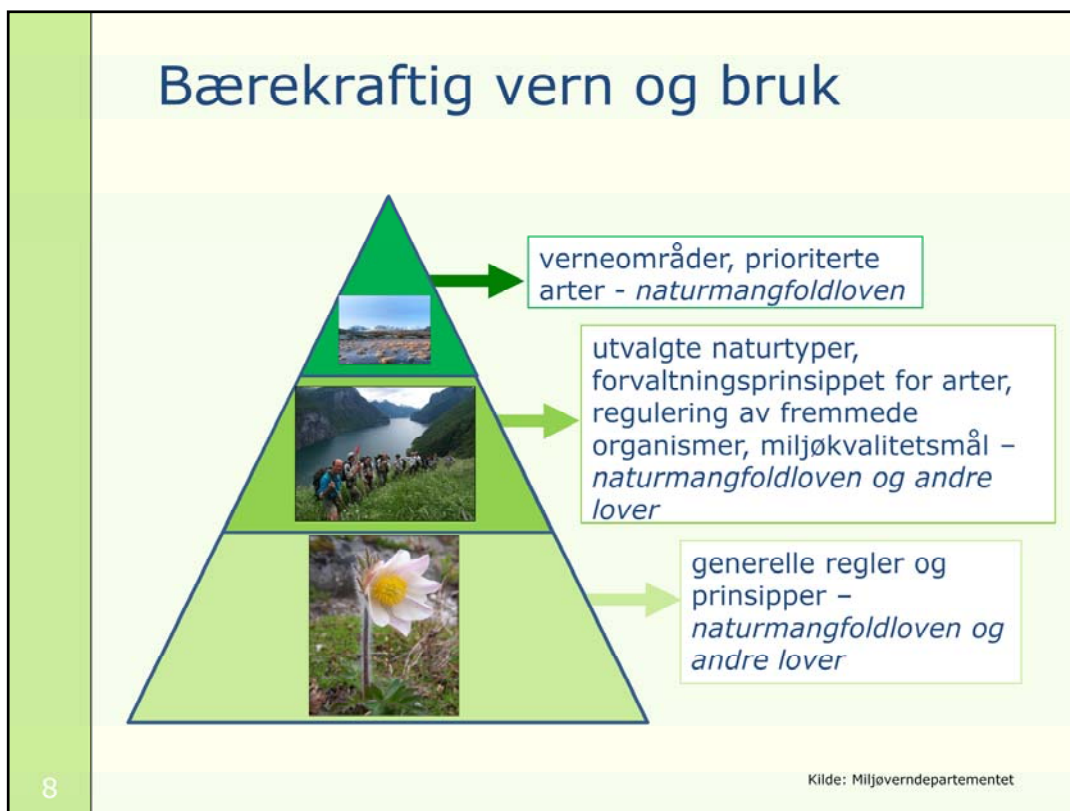 Bærekraftig vern og bruk
verneområder, prioriterte
arter - naturmangfoldloven
utvalgte naturtyper,
forvaltningsprinsippet for arter,
regulering av fremmede
organismer, miljøkvalitetsmål –
naturmangfoldloven og andre
lover
generelle regler og
prinsipper –
naturmangfoldloven og
andre lover
8
Kilde: Miljøverndepartementet